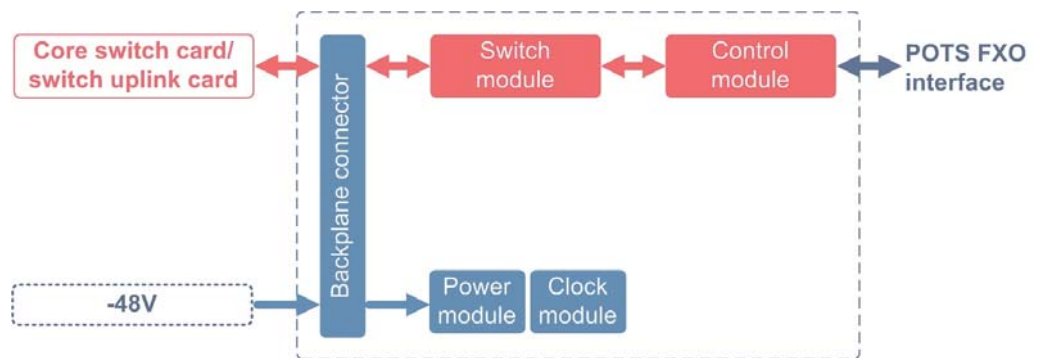 Core switch card/
switch uplink card
Backplane connector
Switch
module
Control
module
POTS FXO
interface
-48V
Power
module
Clock
module